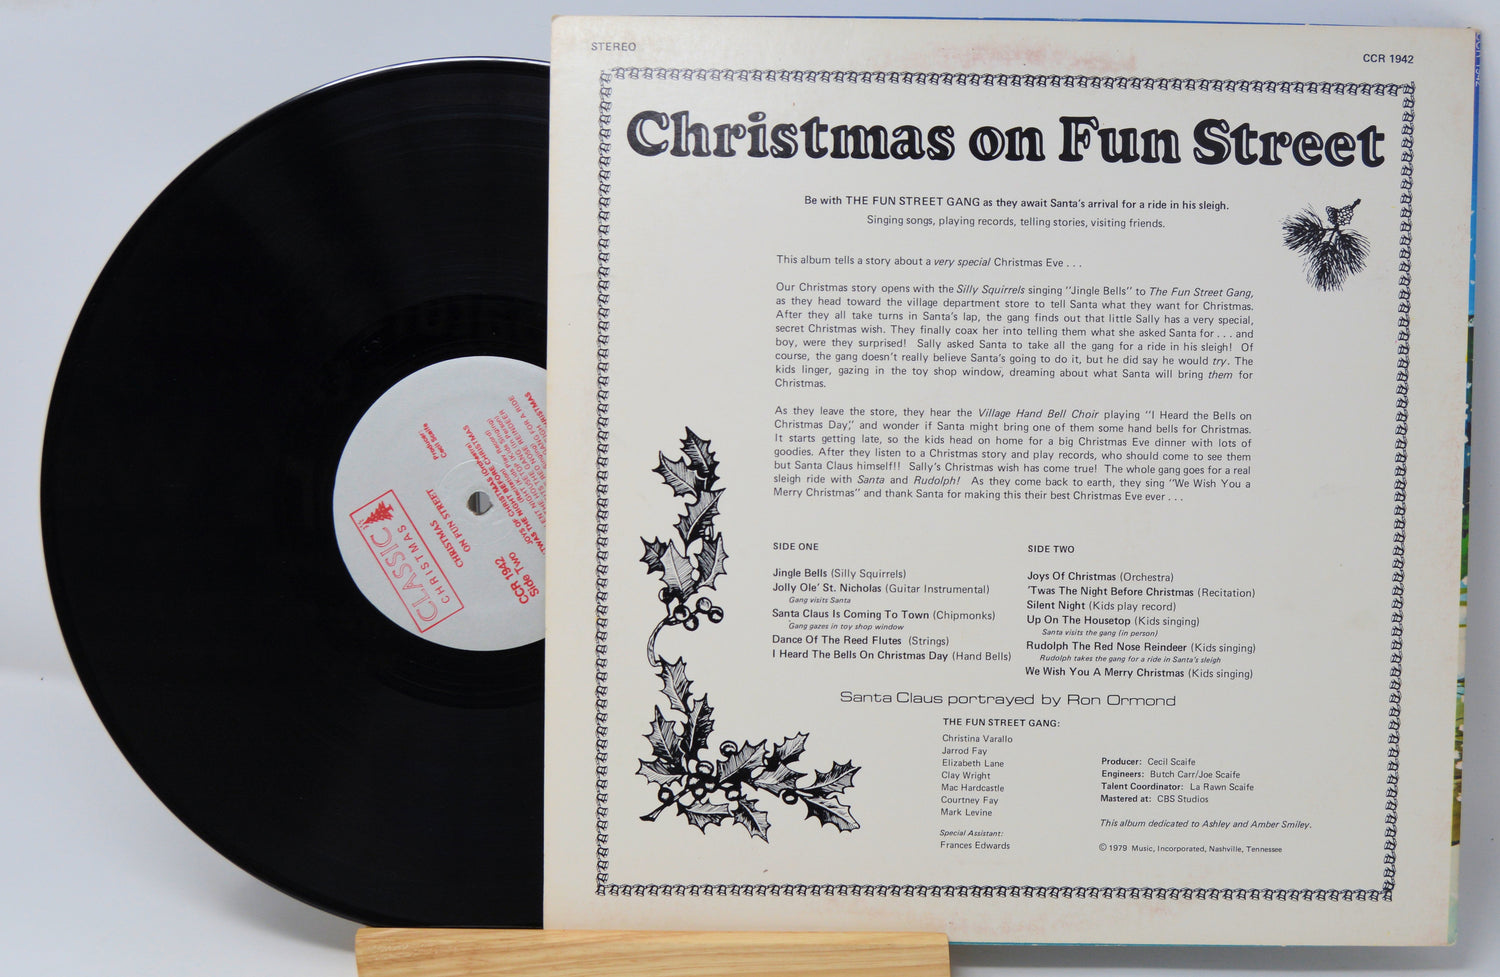 STEREO
CCR 1942
Christmas on Fun Street
Be with THE FUN STREET GANG as they await Santa's arrival for a ride in his sleigh.
Singing songs, playing records, telling stories, visiting friends.
This album tells a story about a very special Christmas Eve . . .
Our Christmas story opens with the Silly Squirrels singing "Jingle Bells" to The Fun Street Gang,
as they head toward the village department store to tell Santa what they want for Christmas.
After they all take turns in Santa's lap, the gang finds out that little Sally has a very special,
secret Christmas wish. They finally coax her into telling them what she asked Santa for . . . and
boy, were they surprised! Sally asked Santa to take all the gang for a ride in his sleigh! Of
course, the gang doesn't really believe Santa's going to do it, but he did say he would try. The
kids linger, gazing in the toy shop window, dreaming about what Santa will bring them for
Christmas.
As they leave the store, they hear the Village Hand Bell Choir playing "I Heard the Bells on
Christmas Day," and wonder if Santa might bring one of them some hand bells for Christmas.
It starts getting late, so the kids head on home for a big Christmas Eve dinner with lots of
goodies. After they listen to a Christmas story and play records, who should come to see them
but Santa Claus himself!! Sally's Christmas wish has come true! The whole gang goes for a real
sleigh ride with Santa and Rudolph! As they come back to earth, they sing "We Wish You a
Merry Christmas" and thank Santa for making this their best Christmas Eve ever . . .
SIDE ONE
Jingle Bells (Silly Squirrels)
Jolly Ole' St. Nicholas (Guitar Instrumental)
Gang visits Santa
Santa Claus Is Coming To Town (Chipmonks)
Gang gazes in toy shop window
Dance Of The Reed Flutes (Strings)
I Heard The Bells On Christmas Day (Hand Bells)
SIDE TWO
Joys Of Christmas (Orchestra)
'Twas The Night Before Christmas (Recitation)
Silent Night (Kids play record)
Up On The Housetop (Kids singing)
Santa visits the gang (in person)
Rudolph The Red Nose Reindeer (Kids singing)
Rudolph takes the gang for a ride in Santa's sleigh
We Wish You A Merry Christmas (Kids singing)
Santa Claus portrayed by Ron Ormond
THE FUN STREET GANG:
Christina Varallo
Jarrod Fay
Elizabeth Lane
Clay Wright
Mac Hardcastle
Courtney Fay
Mark Levine
Special Assistant:
Frances Edwards
Producer: Cecil Scaife
Engineers: Butch Carr/Joe Scaife
Talent Coordinator: La Rawn Scaife
Mastered at: CBS Studios
This album dedicated to Ashley and Amber Smiley.
© 1979 Music, Incorporated, Nashville, Tennessee
CLASSIC
CHRISTMAS
CCR 1942
Side Two
CHRISTMAS
ON FUN STREET
Producer:
Cecil Scaife
JOYS OF CHRISTMAS (Orchestra)
'TWAS THE NIGHT BEFORE CHRISTMAS